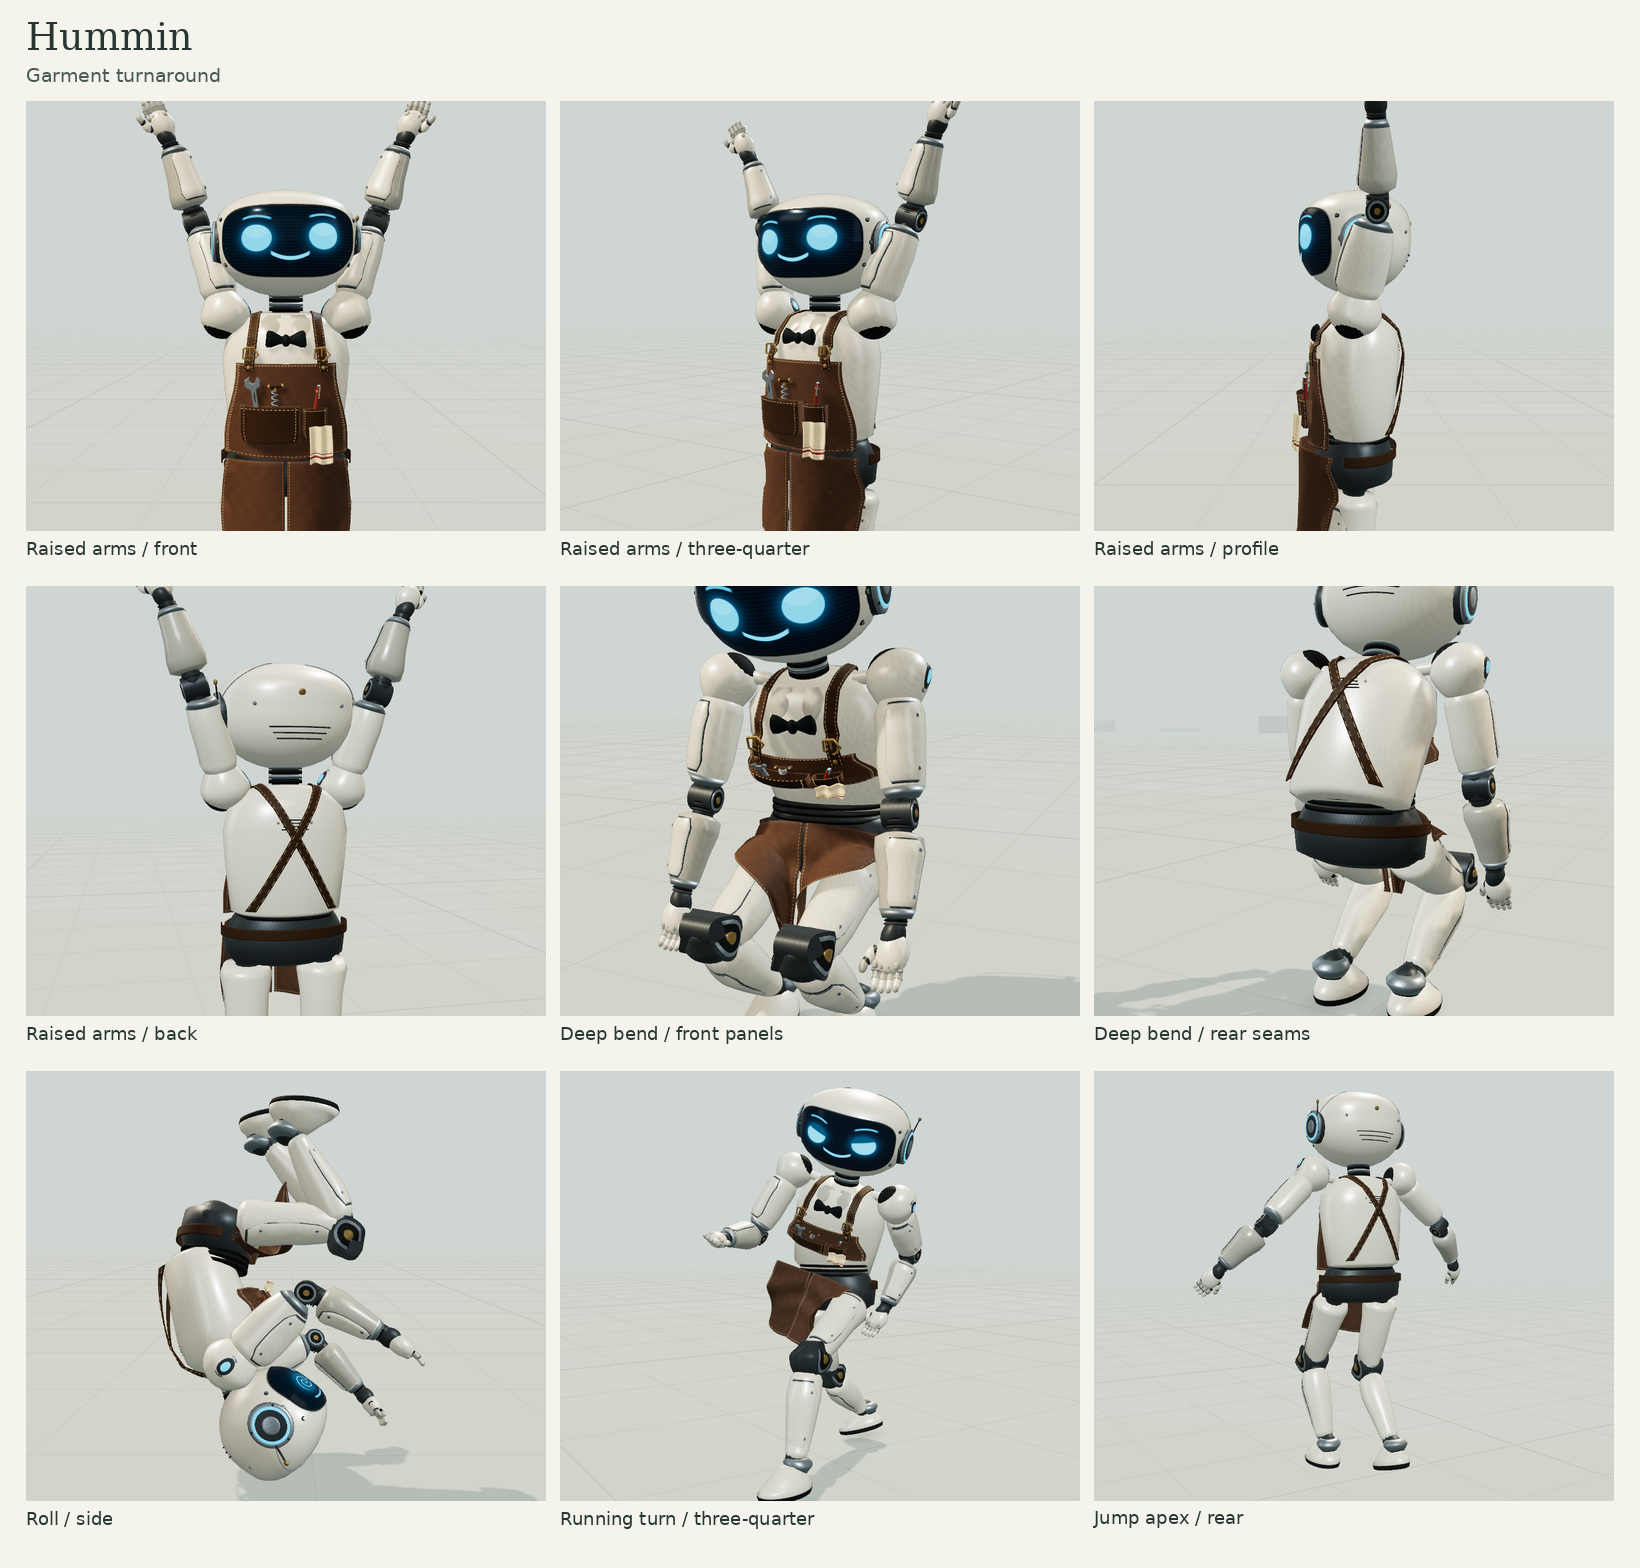 Hummin
Garment turnaround
Raised arms / front
Raised arms / three-quarter
Raised arms / profile
Raised arms / back
Deep bend / front panels
Deep bend / rear seams
Roll / side
Running turn / three-quarter
Jump apex / rear